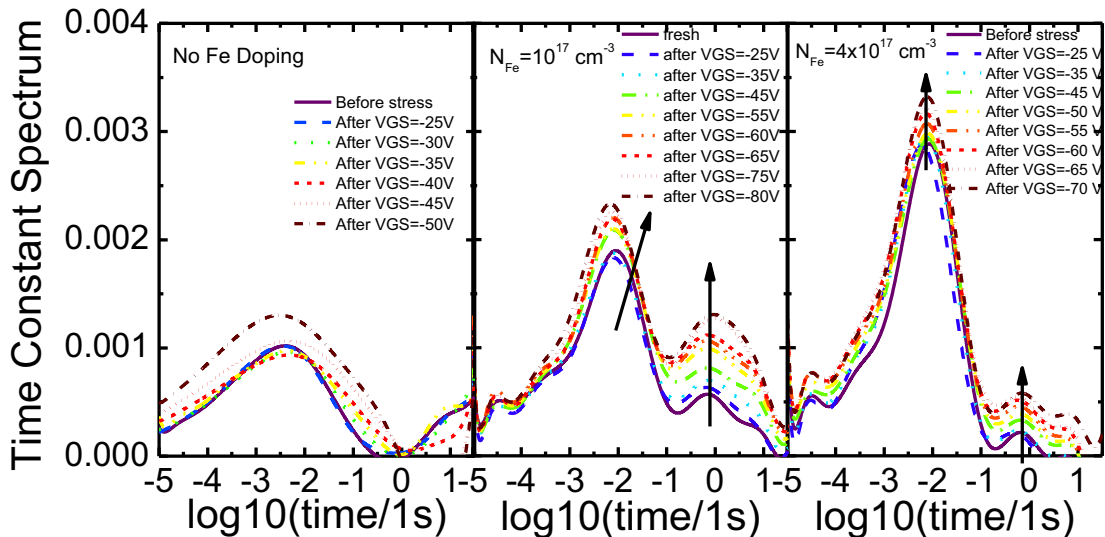 Time Constant Spectrum
0.004
0.003
0.002
0.001
0.000
No Fe Doping
Before stress
After VGS=-25V
After VGS=-30V
After VGS=-35V
After VGS=-40V
After VGS=-45V
After VGS=-50V
-5 -4 -3 -2 -1 0 1
log10(time/1s)
N_Fe=10^17 cm^-3
fresh
after VGS=-25V
after VGS=-35V
after VGS=-45V
after VGS=-55V
after VGS=-60V
after VGS=-65V
after VGS=-75V
after VGS=-80V
-5 -4 -3 -2 -1 0 1
log10(time/1s)
N_Fe=4x10^17 cm^-3
Before stress
After VGS=-25 V
After VGS=-35 V
After VGS=-45 V
After VGS=-50 V
After VGS=-55 V
After VGS=-60 V
After VGS=-65 V
After VGS=-70 V
-5 -4 -3 -2 -1 0 1
log10(time/1s)